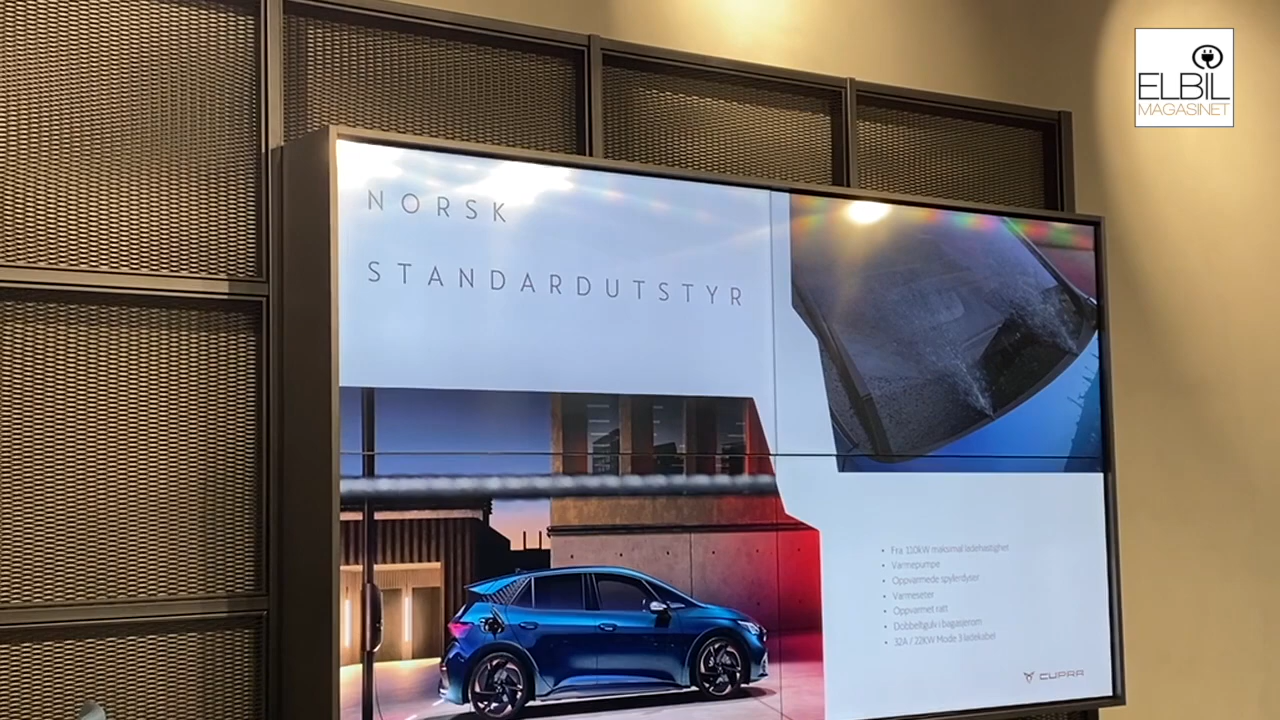 ELBIL
MAGASINET
NORSK
STANDARDUTSTYR
• Fra 110kW maksimal ladehastighet
• Varmepumpe
• Oppvarmede spylerdyser
• Varmeseter
• Oppvarmet ratt
• Dobbeltgulv i bagasjerom
• 32A / 22KW Mode 3 ladekabel
CUPRA